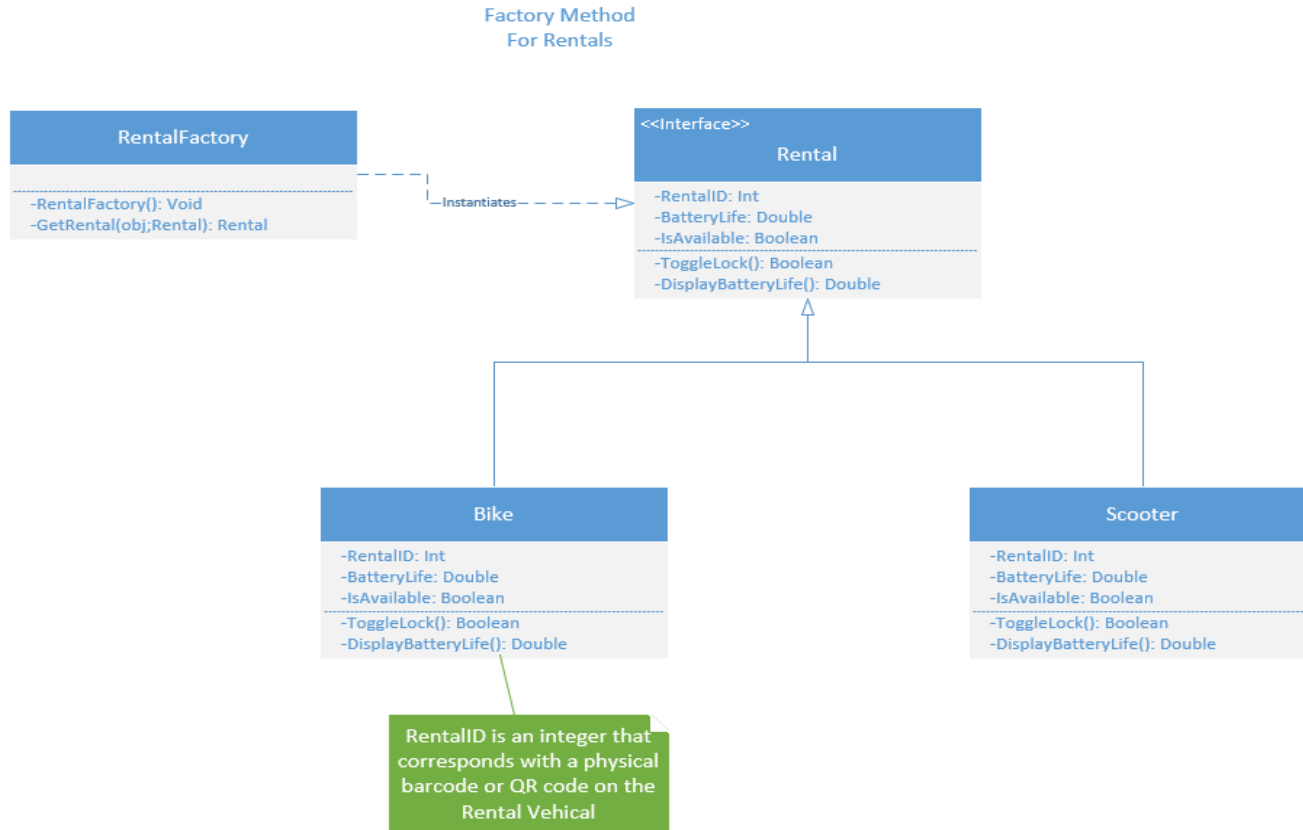 Factory Method
For Rentals
RentalFactory
-RentalFactory(): Void
-GetRental(obj;Rental): Rental
Instantiates
<<Interface>>
Rental
-RentalID: Int
-BatteryLife: Double
-IsAvailable: Boolean
-ToggleLock(): Boolean
-DisplayBatteryLife(): Double
Bike
-RentalID: Int
-BatteryLife: Double
-IsAvailable: Boolean
-ToggleLock(): Boolean
-DisplayBatteryLife(): Double
Scooter
-RentalID: Int
-BatteryLife: Double
-IsAvailable: Boolean
-ToggleLock(): Boolean
-DisplayBatteryLife(): Double
RentalID is an integer that
corresponds with a physical
barcode or QR code on the
Rental Vehical